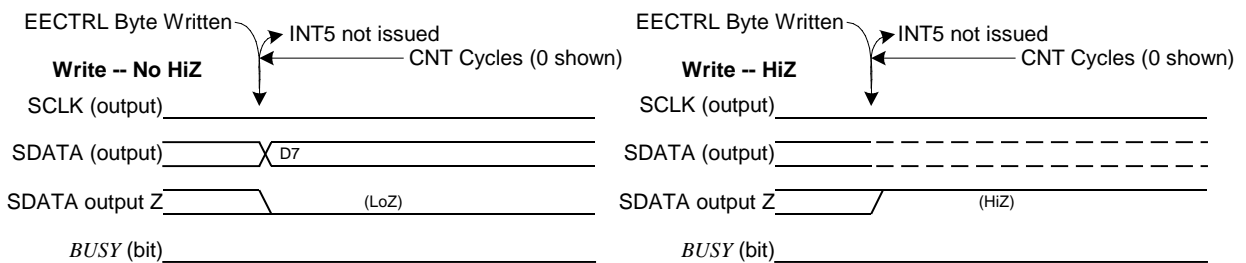 EECTRL Byte Written
INT5 not issued
CNT Cycles (0 shown)
Write -- No HiZ
SCLK (output)
SDATA (output)
D7
SDATA output Z
(LoZ)
BUSY (bit)
EECTRL Byte Written
INT5 not issued
CNT Cycles (0 shown)
Write -- HiZ
SCLK (output)
SDATA (output)
SDATA output Z
(HiZ)
BUSY (bit)